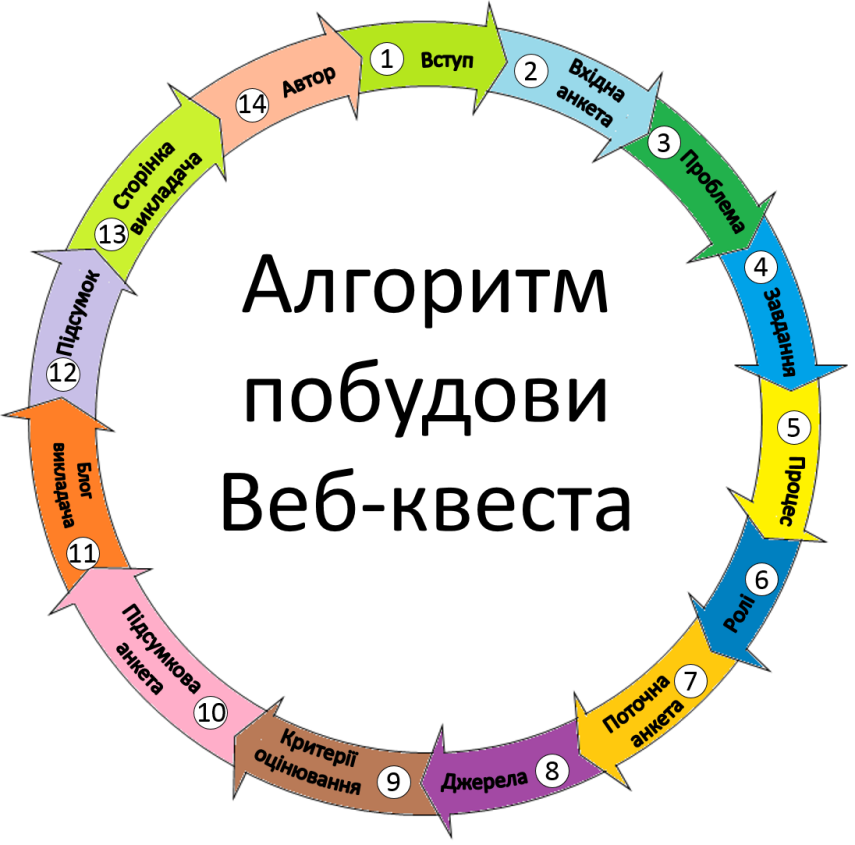 Алгоритм
побудови
Веб-квеста
1 Вступ
2 Вхідна
анкета
3 Проблема
4 Завдання
5 Процес
6 Ролі
7 Поточна
анкета
8 Джерела
9 Критерії
оцінювання
10 Підсумкова
анкета
11 Блог
викладача
12 Підсумок
13 Сторінка
викладача
14 Автор